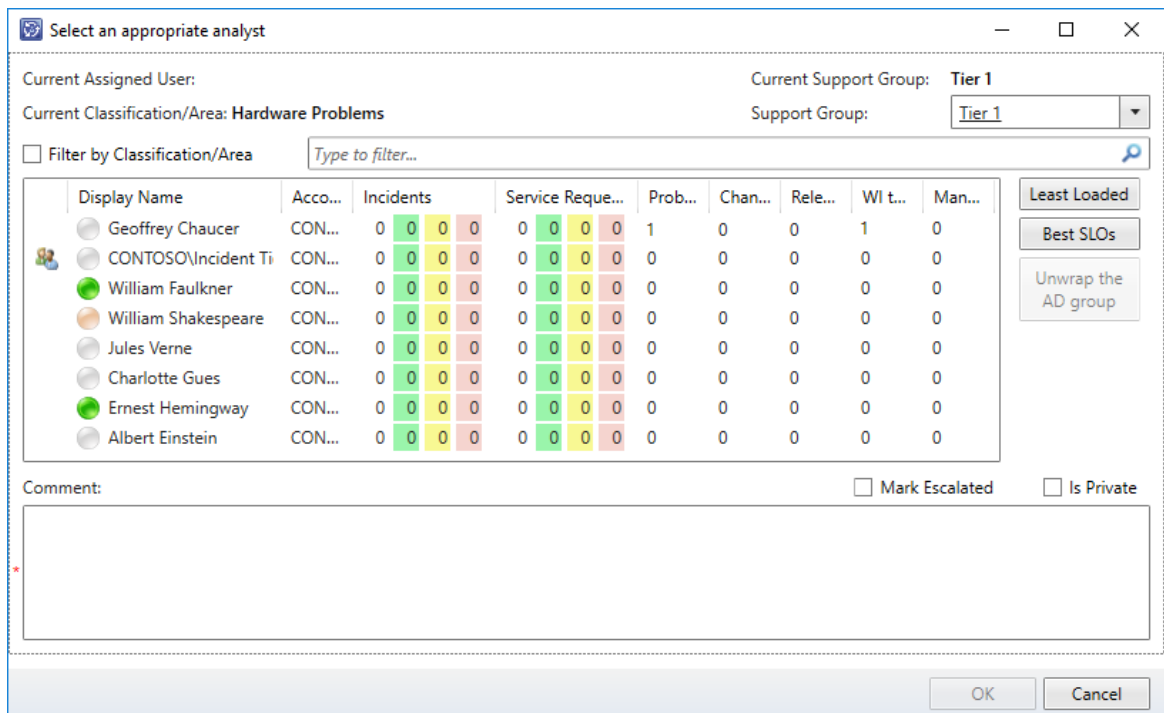 Select an appropriate analyst
Current Assigned User: Current Support Group: Tier 1
Current Classification/Area: Hardware Problems Support Group: Tier 1
Filter by Classification/Area Type to filter...
Display Name Acco... Incidents Service Reque... Prob... Chan... Rele... WI t... Man... Least Loaded
Geoffrey Chaucer CON... 0 0 0 0 0 0 0 0 1 0 0 1 0 Best SLOs
CONTOSO\Incident Ti CON... 0 0 0 0 0 0 0 0 0 0 0 0 0 Unwrap the
William Faulkner CON... 0 0 0 0 0 0 0 0 0 0 0 0 0 AD group
William Shakespeare CON... 0 0 0 0 0 0 0 0 0 0 0 0 0
Jules Verne CON... 0 0 0 0 0 0 0 0 0 0 0 0 0
Charlotte Gues CON... 0 0 0 0 0 0 0 0 0 0 0 0 0
Ernest Hemingway CON... 0 0 0 0 0 0 0 0 0 0 0 0 0
Albert Einstein CON... 0 0 0 0 0 0 0 0 0 0 0 0 0
Comment: Mark Escalated Is Private
*
OK Cancel